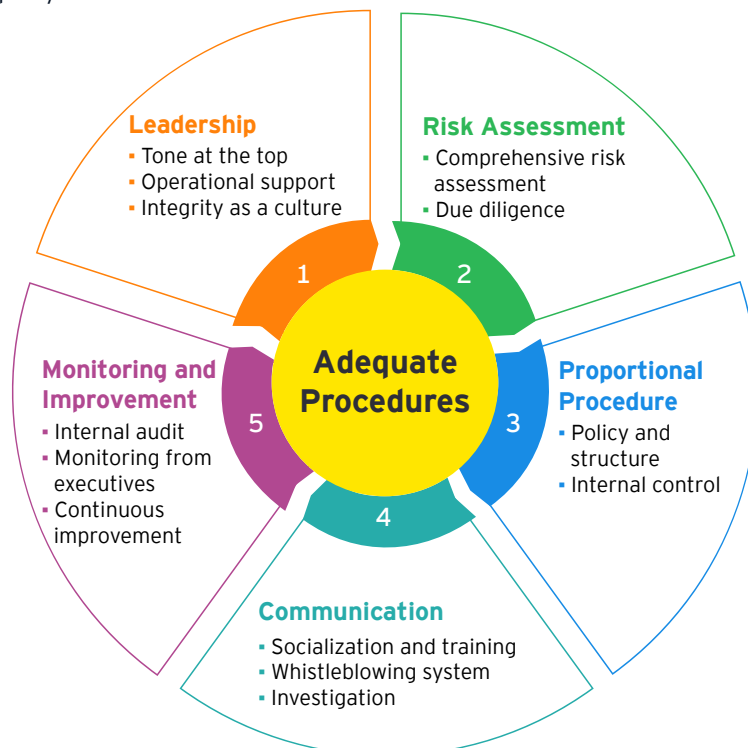 Leadership
▪ Tone at the top
▪ Operational support
▪ Integrity as a culture
1
Risk Assessment
▪ Comprehensive risk
assessment
▪ Due diligence
2
Adequate
Procedures
Proportional
Procedure
▪ Policy and
structure
▪ Internal control
3
Communication
▪ Socialization and training
▪ Whistleblowing system
▪ Investigation
4
Monitoring and
Improvement
▪ Internal audit
▪ Monitoring from
executives
▪ Continuous
improvement
5